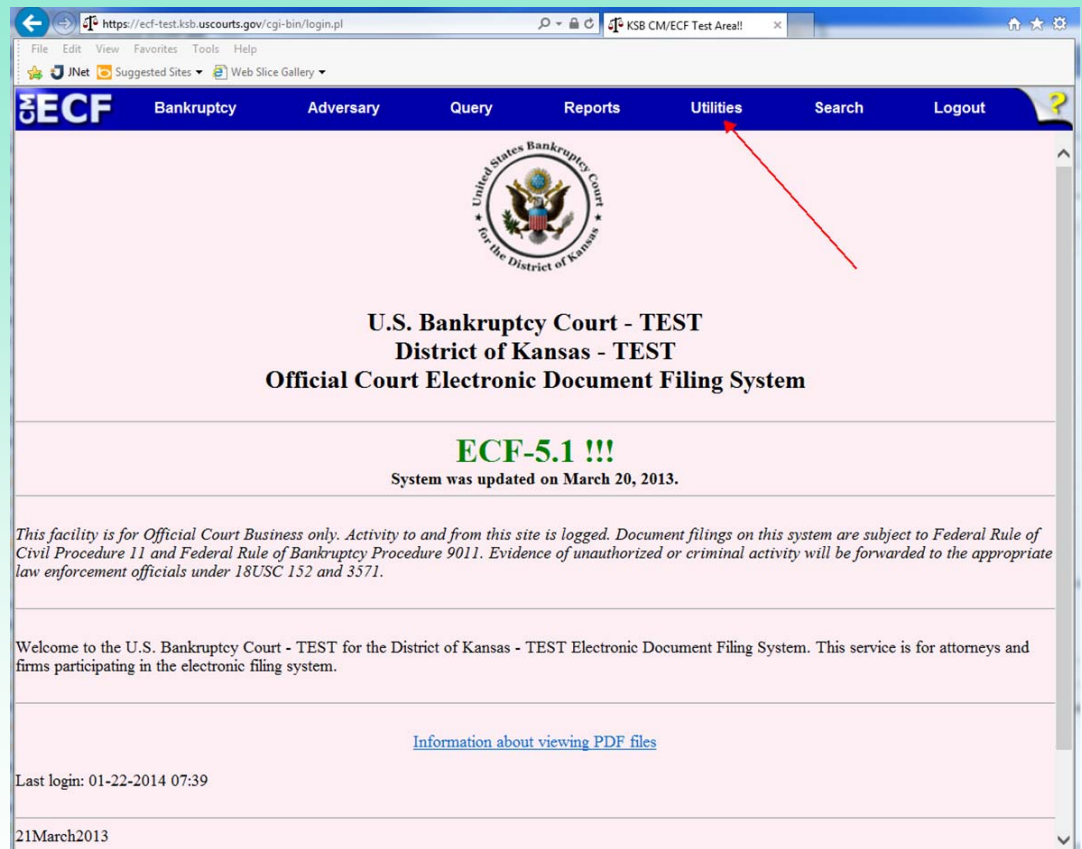 https://ecf-test.ksb.uscourts.gov/cgi-bin/login.pl
KSB CM/ECF Test Area!!
File Edit View Favorites Tools Help
JNet Suggested Sites Web Slice Gallery
CM ECF Bankruptcy Adversary Query Reports Utilities Search Logout ?
United States Bankruptcy Court
for the District of Kansas
U.S. Bankruptcy Court - TEST
District of Kansas - TEST
Official Court Electronic Document Filing System
ECF-5.1 !!!
System was updated on March 20, 2013.
This facility is for Official Court Business only. Activity to and from this site is logged. Document filings on this system are subject to Federal Rule of
Civil Procedure 11 and Federal Rule of Bankruptcy Procedure 9011. Evidence of unauthorized or criminal activity will be forwarded to the appropriate
law enforcement officials under 18USC 152 and 3571.
Welcome to the U.S. Bankruptcy Court - TEST for the District of Kansas - TEST Electronic Document Filing System. This service is for attorneys and
firms participating in the electronic filing system.
Information about viewing PDF files
Last login: 01-22-2014 07:39
21March2013